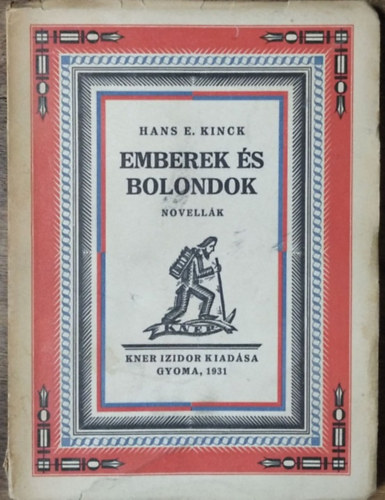 HANS E. KINCK
EMBEREK ÉS
BOLONDOK
NOVELLÁK
KNER
KNER IZIDOR KIADÁSA
GYOMA, 1931